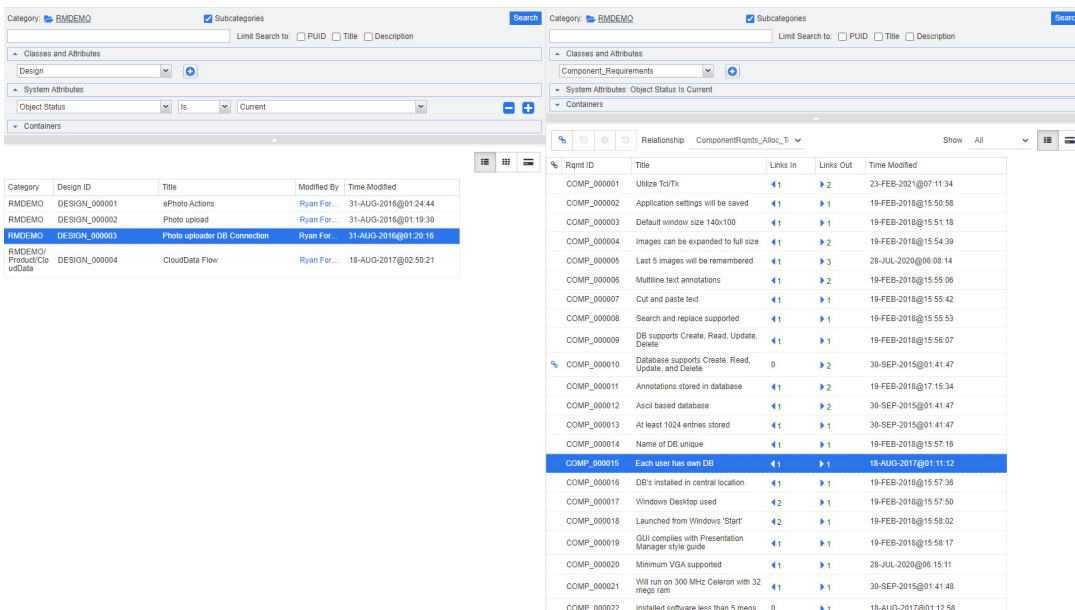 Category: RMDEMO Subcategories Search
Limit Search to: PUID Title Description
Classes and Attributes
Design
System Attributes
Object Status Is Current
Containers
Category Design ID Title Modified By Time Modified
RMDEMO DESIGN_000001 ePhoto Actions Ryan For... 31-AUG-2016@01:24:44
RMDEMO DESIGN_000002 Photo upload Ryan For... 31-AUG-2016@01:19:30
RMDEMO DESIGN_000003 Photo uploader DB Connection Ryan For... 31-AUG-2016@01:20:16
RMDEMO/
Product/Clo
udData
DESIGN_000004 CloudData Flow Ryan For... 18-AUG-2017@02:50:21
Category: RMDEMO Subcategories Search
Limit Search to: PUID Title Description
Classes and Attributes
Component_Requirements
System Attributes: Object Status Is Current
Containers
Relationship ComponentRqmts_Alloc_T Show All
Rqmt ID Title Links In Links Out Time Modified
COMP_000001 Utilize Tcl/Tk 1 2 23-FEB-2021@07:11:34
COMP_000002 Application settings will be saved 1 1 19-FEB-2018@15:50:58
COMP_000003 Default window size 140x100 1 1 19-FEB-2018@15:51:18
COMP_000004 Images can be expanded to full size 1 2 19-FEB-2018@15:54:39
COMP_000005 Last 5 images will be remembered 1 3 28-JUL-2020@06:08:14
COMP_000006 Multiline text annotations 1 2 19-FEB-2018@15:55:06
COMP_000007 Cut and paste text 1 1 19-FEB-2018@15:55:42
COMP_000008 Search and replace supported 1 1 19-FEB-2018@15:55:53
COMP_000009 DB supports Create, Read, Update,
Delete 1 1 19-FEB-2018@15:56:07
COMP_000010 Database supports Create, Read,
Update, and Delete 0 2 30-SEP-2015@01:41:47
COMP_000011 Annotations stored in database 1 2 19-FEB-2018@17:15:34
COMP_000012 Ascii based database 1 2 30-SEP-2015@01:41:47
COMP_000013 At least 1024 entries stored 1 1 30-SEP-2015@01:41:47
COMP_000014 Name of DB unique 1 1 19-FEB-2018@15:57:16
COMP_000015 Each user has own DB 1 1 18-AUG-2017@01:11:12
COMP_000016 DB's installed in central location. 1 1 19-FEB-2018@15:57:36
COMP_000017 Windows Desktop used 2 1 19-FEB-2018@15:57:50
COMP_000018 Launched from Windows 'Start' 2 1 19-FEB-2018@15:58:02
COMP_000019 GUI complies with Presentation
Manager style guide 1 1 19-FEB-2018@15:58:17
COMP_000020 Minimum VGA supported 1 1 28-JUL-2020@06:15:11
COMP_000021 Will run on 300 MHz Celeron with 32
megs ram 1 1 30-SEP-2015@01:41:48
COMP_000022 Installed software less than 5 megs 0 1 18-AUG-2017@01:12:58